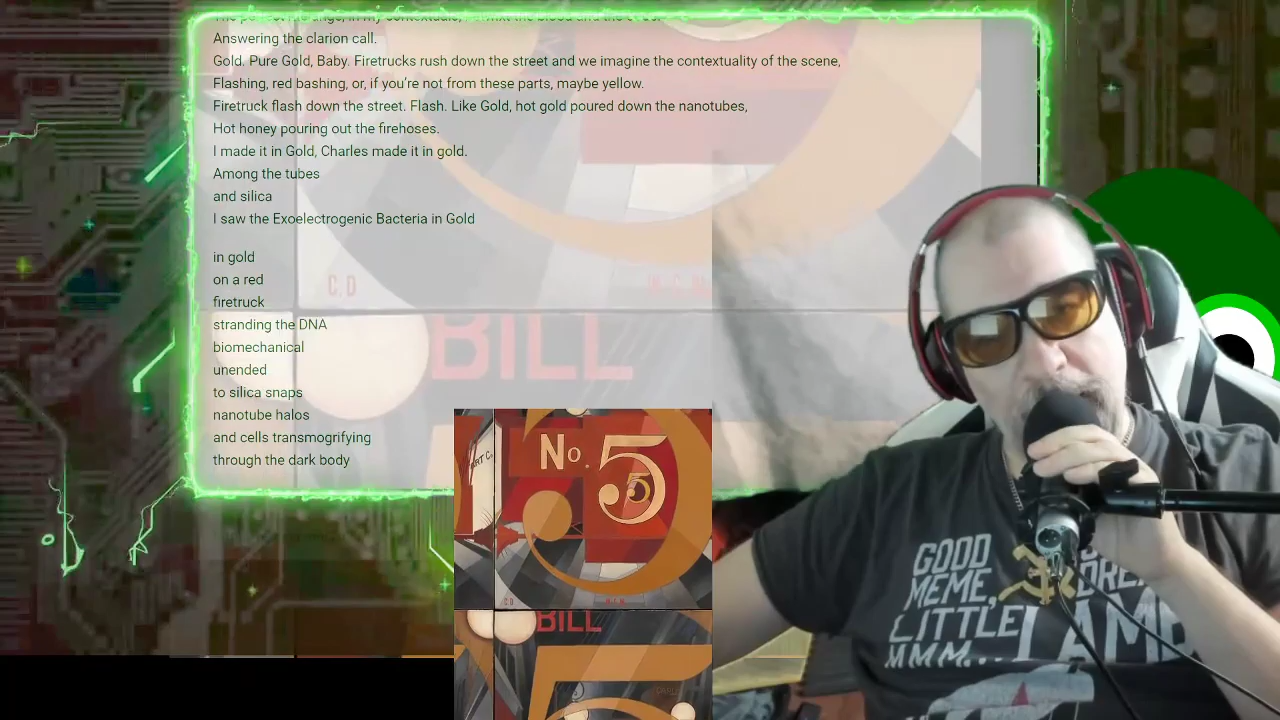 Answering the clarion call.
Gold. Pure Gold, Baby. Firetrucks rush down the street and we imagine the contextuality of the scene,
Flashing, red bashing, or, if you're not from these parts, maybe yellow.
Firetruck flash down the street. Flash. Like Gold, hot gold poured down the nanotubes,
Hot honey pouring out the firehoses.
I made it in Gold, Charles made it in gold.
Among the tubes
and silica
I saw the Exoelectrogenic Bacteria in Gold
in gold
on a red
firetruck
stranding the DNA
biomechanical
unended
to silica snaps
nanotube halos
and cells transmogrifying
through the dark body
C.D
BILL
No. 5
5
ART Co.
C.D
BILL
GOOD
MEME,
LITTLE
MMM... LAMB